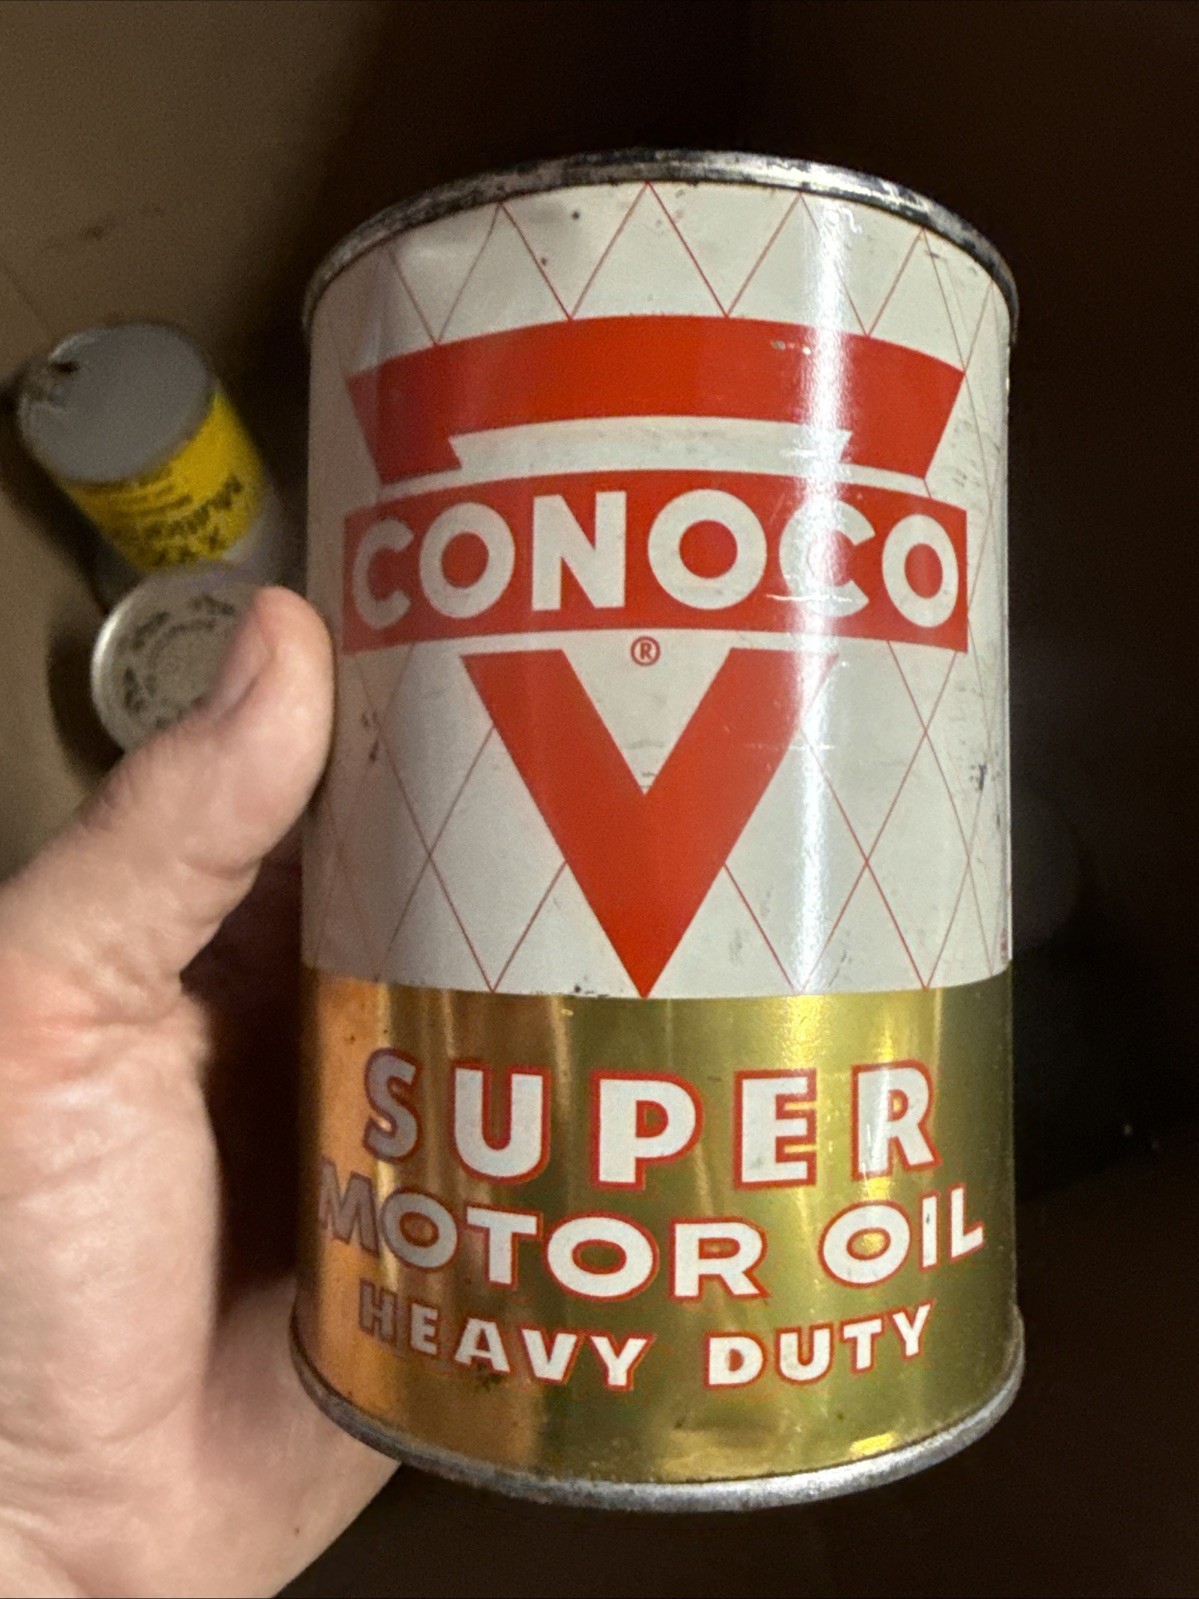 CONOCO
®
SUPER
MOTOR OIL
HEAVY DUTY